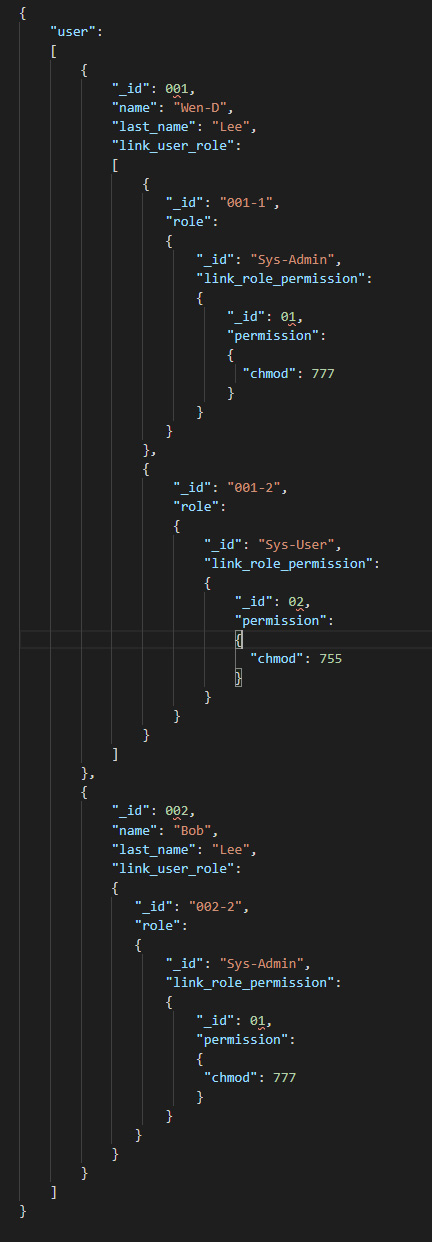 {
"user":
[
{
"_id": 001,
"name": "Wen-D",
"last_name": "Lee",
"link_user_role":
[
{
"_id": "001-1",
"role":
{
"_id": "Sys-Admin",
"link_role_permission":
{
"_id": 01,
"permission":
{
"chmod": 777
}
}
}
},
{
"_id": "001-2",
"role":
{
"_id": "Sys-User",
"link_role_permission":
{
"_id": 02,
"permission":
{
"chmod": 755
}
}
}
}
]
},
{
"_id": 002,
"name": "Bob",
"last_name": "Lee",
"link_user_role":
{
"_id": "002-2",
"role":
{
"_id": "Sys-Admin",
"link_role_permission":
{
"_id": 01,
"permission":
{
"chmod": 777
}
}
}
}
}
]
}